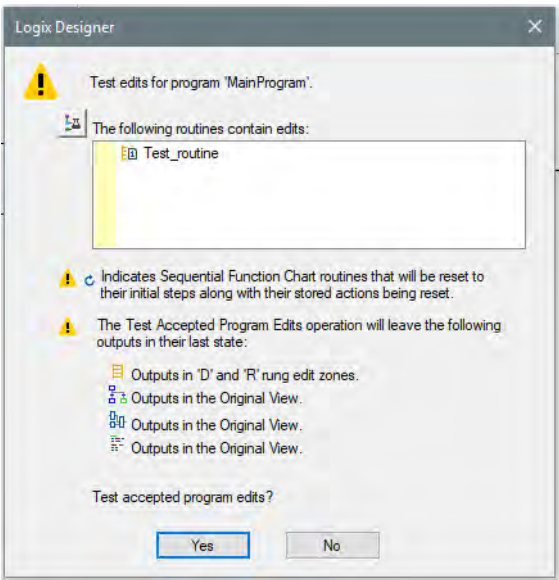 Logix Designer
Test edits for program 'MainProgram'.
The following routines contain edits:
Test_routine
Indicates Sequential Function Chart routines that will be reset to
their initial steps along with their stored actions being reset.
The Test Accepted Program Edits operation will leave the following
outputs in their last state:
Outputs in 'D' and 'R' rung edit zones.
Outputs in the Original View.
Outputs in the Original View.
Outputs in the Original View.
Test accepted program edits?
Yes
No